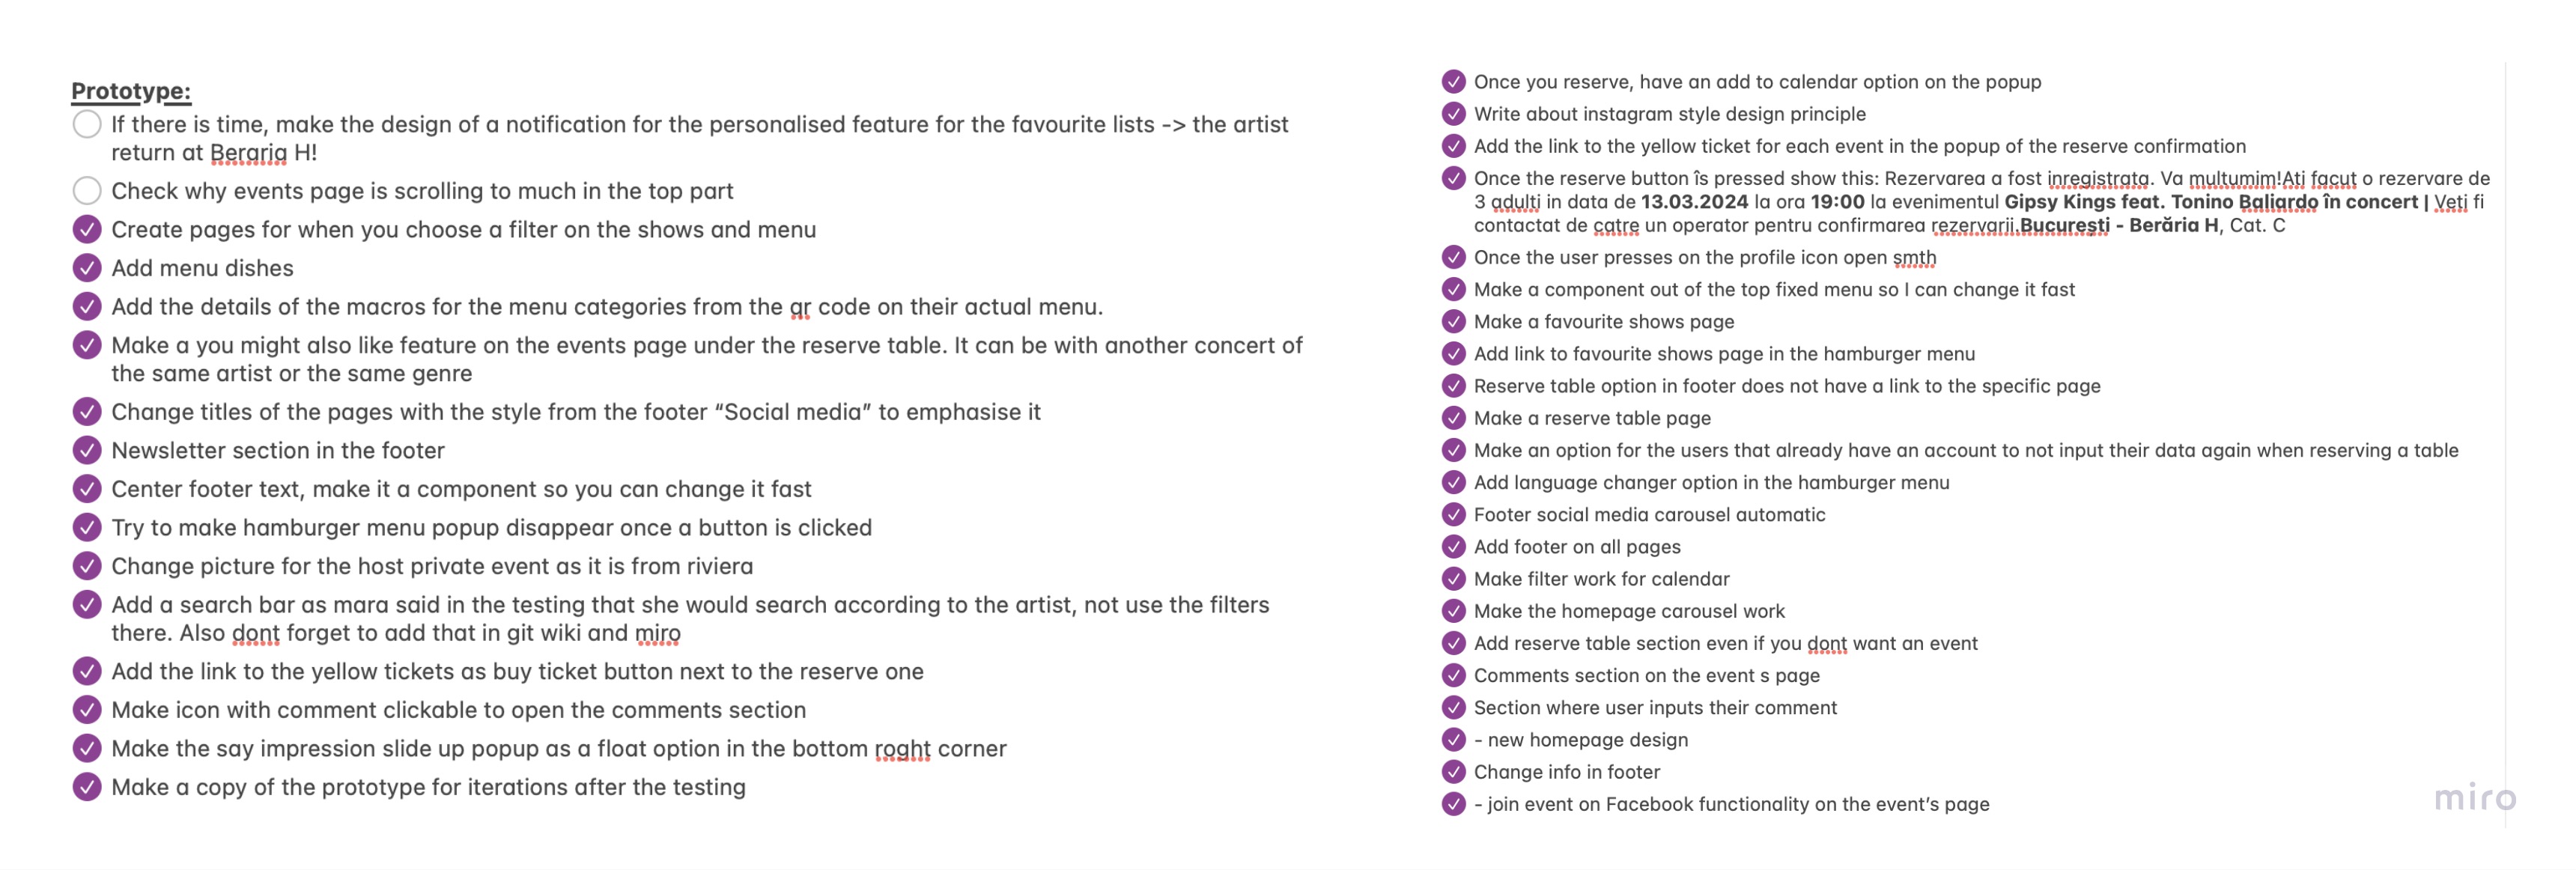 Prototype:
If there is time, make the design of a notification for the personalised feature for the favourite lists -> the artist
return at Beraria H!
Check why events page is scrolling to much in the top part
Create pages for when you choose a filter on the shows and menu
Add menu dishes
Add the details of the macros for the menu categories from the qr code on their actual menu.
Make a you might also like feature on the events page under the reserve table. It can be with another concert of
the same artist or the same genre
Change titles of the pages with the style from the footer “Social media” to emphasise it
Newsletter section in the footer
Center footer text, make it a component so you can change it fast
Try to make hamburger menu popup disappear once a button is clicked
Change picture for the host private event as it is from riviera
Add a search bar as mara said in the testing that she would search according to the artist, not use the filters
there. Also dont forget to add that in git wiki and miro
Add the link to the yellow tickets as buy ticket button next to the reserve one
Make icon with comment clickable to open the comments section
Make the say impression slide up popup as a float option in the bottom roght corner
Make a copy of the prototype for iterations after the testing
Once you reserve, have an add to calendar option on the popup
Write about instagram style design principle
Add the link to the yellow ticket for each event in the popup of the reserve confirmation
Once the reserve button îs pressed show this: Rezervarea a fost inregistrata. Va multumim!Ati facut o rezervare de
3 adulti in data de 13.03.2024 la ora 19:00 la evenimentul Gipsy Kings feat. Tonino Baliardo în concert | Veti fi
contactat de catre un operator pentru confirmarea rezervarii.București - Berăria H, Cat. C
Once the user presses on the profile icon open smth
Make a component out of the top fixed menu so I can change it fast
Make a favourite shows page
Add link to favourite shows page in the hamburger menu
Reserve table option in footer does not have a link to the specific page
Make a reserve table page
Make an option for the users that already have an account to not input their data again when reserving a table
Add language changer option in the hamburger menu
Footer social media carousel automatic
Add footer on all pages
Make filter work for calendar
Make the homepage carousel work
Add reserve table section even if you dont want an event
Comments section on the event s page
Section where user inputs their comment
- new homepage design
Change info in footer
- join event on Facebook functionality on the event’s page
miro